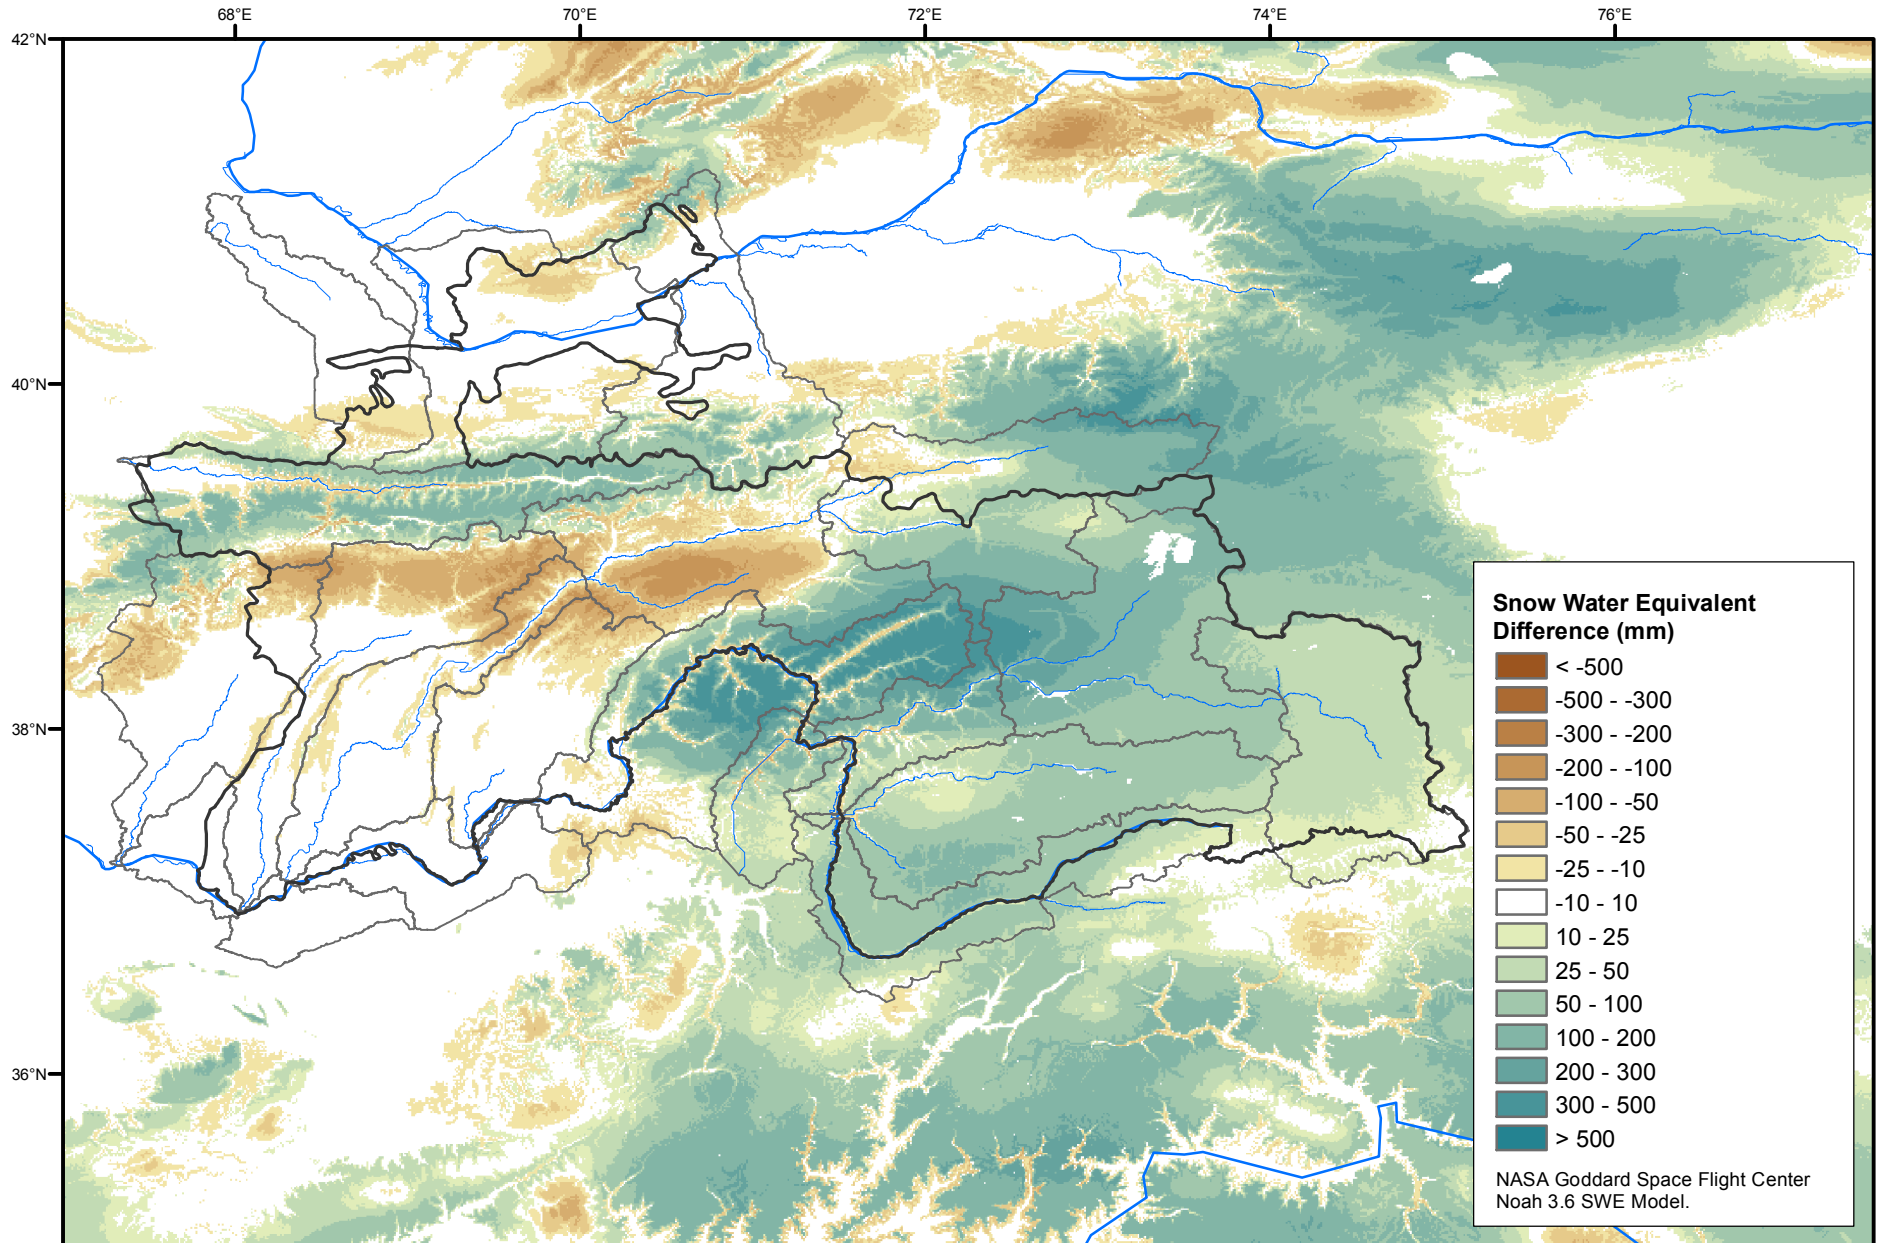 68°E
70°E
72°E
74°E
76°E
42°N
40°N
38°N
36°N
Snow Water Equivalent
Difference (mm)
< -500
-500 - -300
-300 - -200
-200 - -100
-100 - -50
-50 - -25
-25 - -10
-10 - 10
10 - 25
25 - 50
50 - 100
100 - 200
200 - 300
300 - 500
> 500
NASA Goddard Space Flight Center
Noah 3.6 SWE Model.